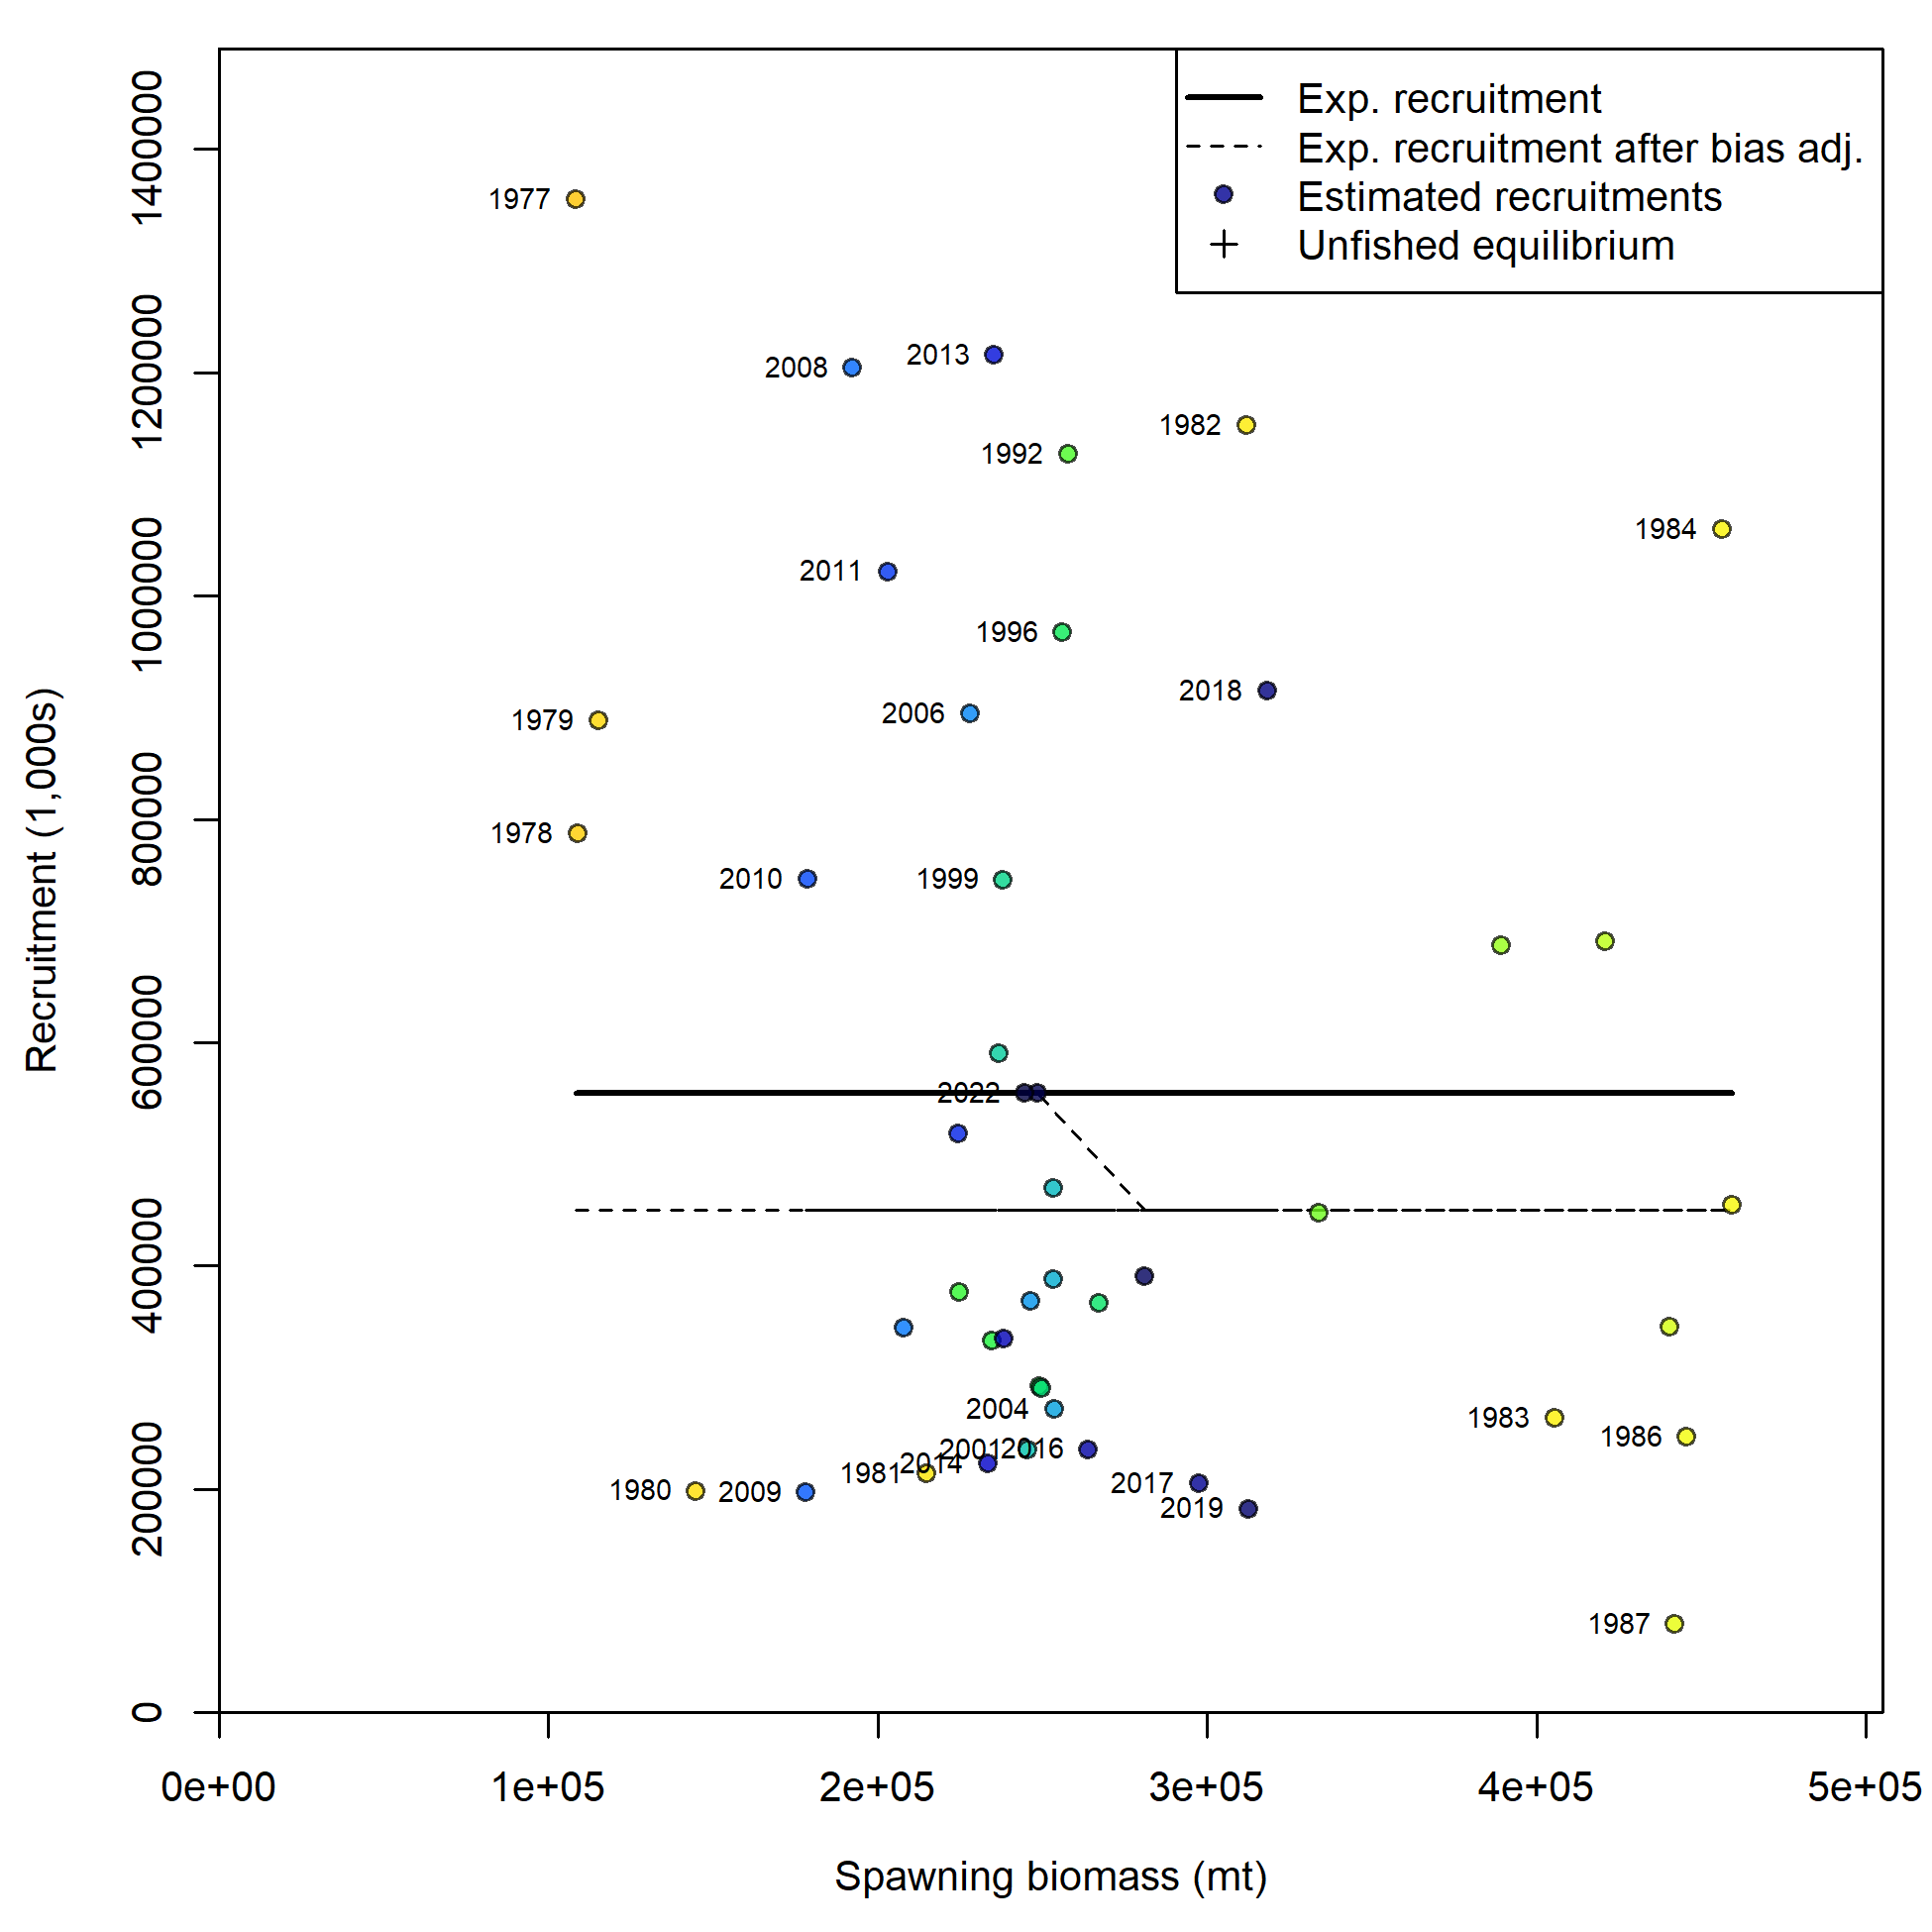 Exp. recruitment
Exp. recruitment after bias adj.
Estimated recruitments
Unfished equilibrium
1400000
1200000
1000000
800000
600000
400000
200000
0
Recruitment (1,000s)
1977
2013
2008
1982
1992
1984
2011
1996
2018
2006
1979
1978
2010
1999
2022
2004
1983
1986
2001
2016
2014
1981
2017
1980
2009
2019
1987
0e+00
1e+05
2e+05
3e+05
4e+05
5e+05
Spawning biomass (mt)